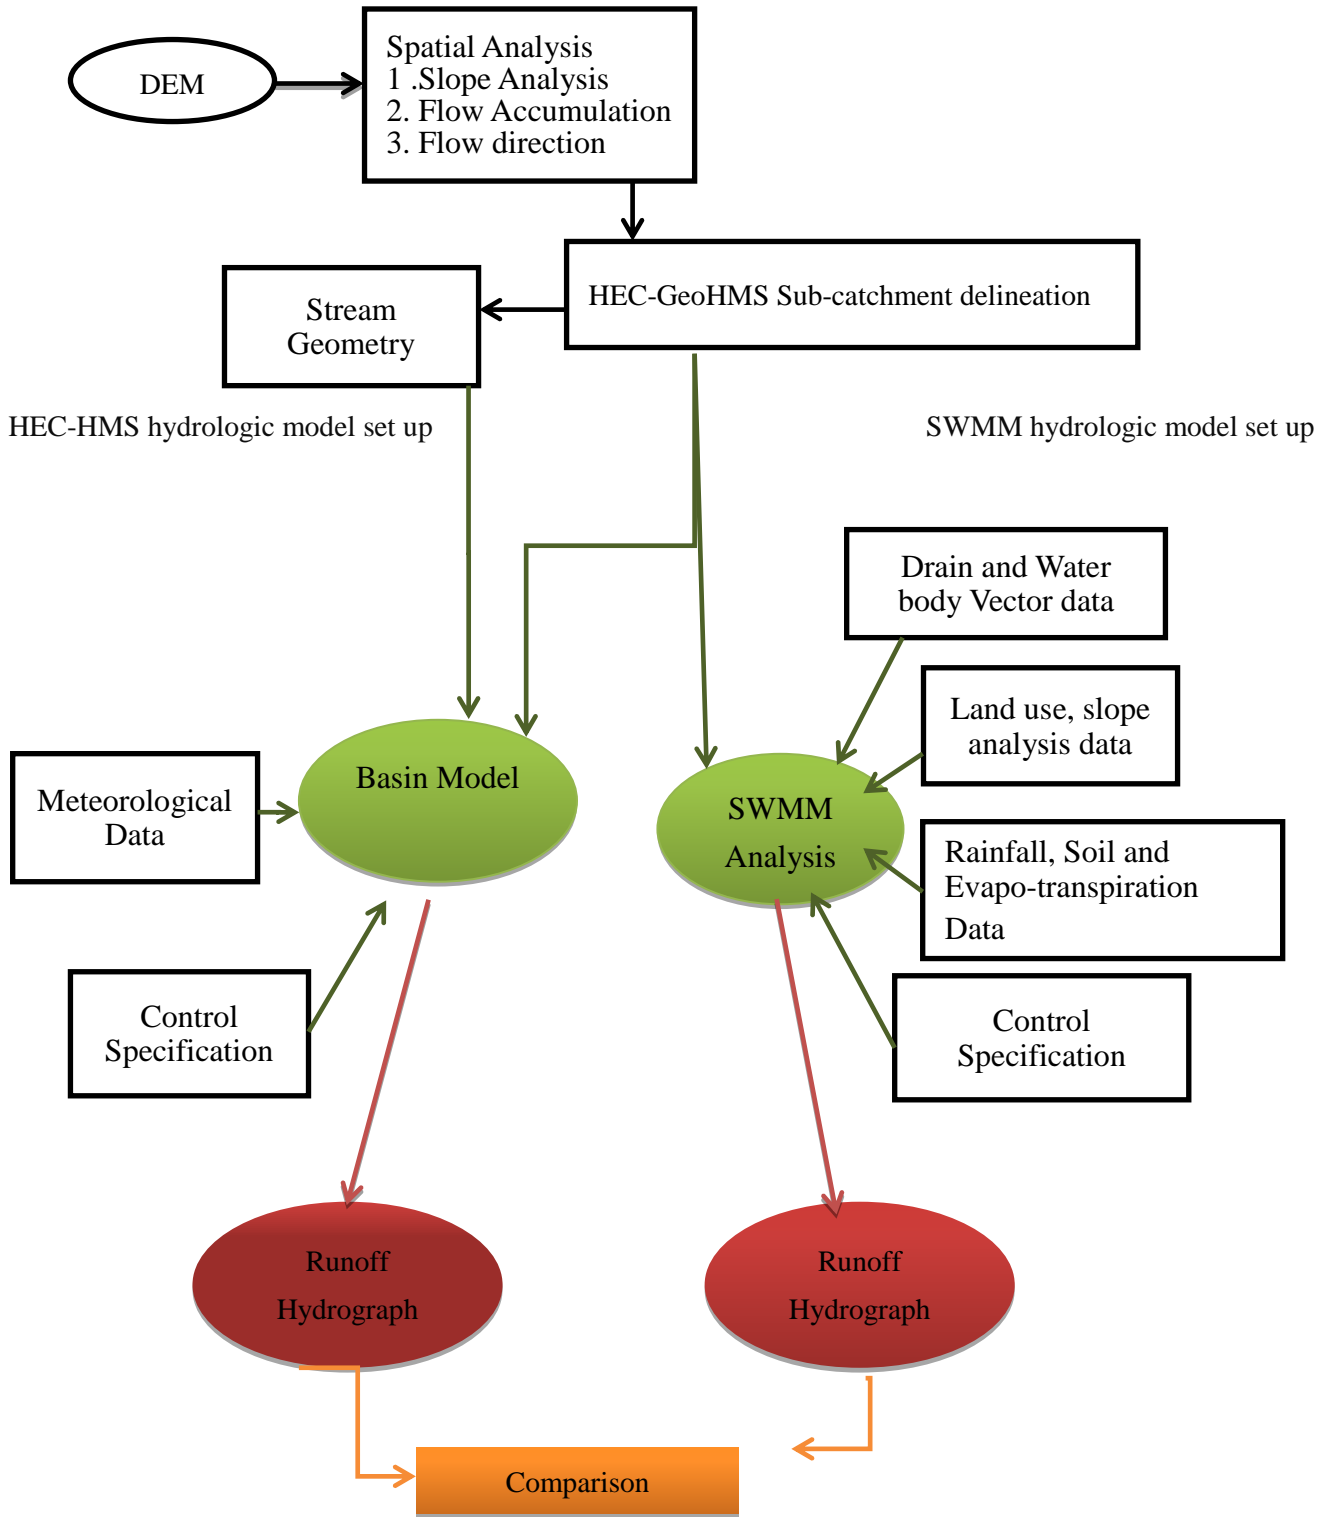 DEM
Spatial Analysis
1 .Slope Analysis
2. Flow Accumulation
3. Flow direction
HEC-GeoHMS Sub-catchment delineation
Stream
Geometry
HEC-HMS hydrologic model set up
SWMM hydrologic model set up
Drain and Water
body Vector data
Land use, slope
analysis data
Basin Model
Meteorological
Data
SWMM
Analysis
Rainfall, Soil and
Evapo-transpiration
Data
Control
Specification
Control
Specification
Runoff
Hydrograph
Runoff
Hydrograph
Comparison